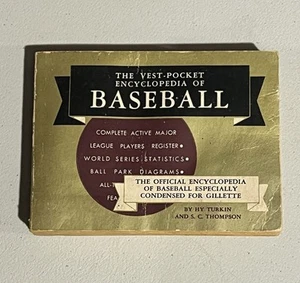 THE VEST-POCKET
ENCYCLOPEDIA OF
BASEBALL
COMPLETE ACTIVE MAJOR
LEAGUE PLAYERS REGISTER •
WORLD SERIES STATISTICS •
BALL PARK DIAGRAMS •
THE OFFICIAL ENCYCLOPEDIA
OF BASEBALL ESPECIALLY
CONDENSED FOR GILLETTE
BY HY TURKIN
AND S. C. THOMPSON